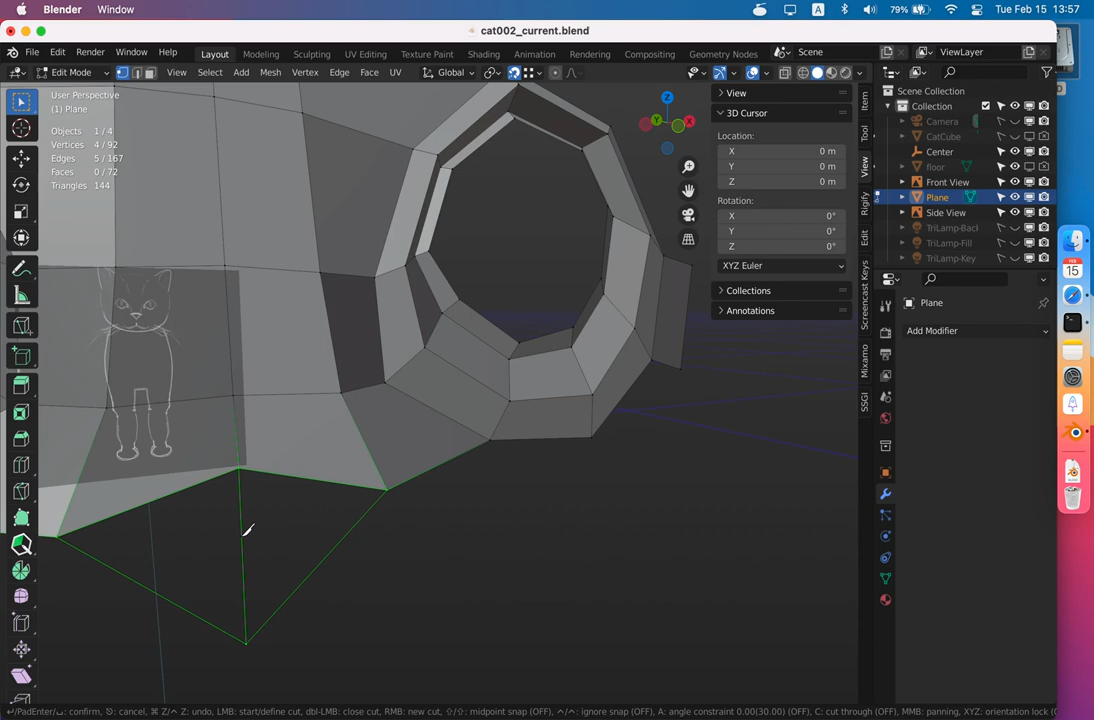 Blender Window
A
79%
Tue Feb 15 13:57
cat002_current.blend
File Edit Render Window Help
Layout Modeling Sculpting UV Editing Texture Paint Shading Animation Rendering Compositing Geometry Nodes
Scene
ViewLayer
Edit Mode
View Select Add Mesh Vertex Edge Face UV
Global
User Perspective
(1) Plane
Objects 1/4
Vertices 4/92
Edges 5/167
Faces 0/72
Triangles 144
Z
Y
X
View
3D Cursor
Location:
X 0 m
Y 0 m
Z 0 m
Rotation:
X 0°
Y 0°
Z 0°
XYZ Euler
Collections
Annotations
Item
Tool
View
Rigify
Edit
Screencast Keys
Mixamo
SSGI
Scene Collection
Collection
Camera
CatCube
Center
floor
Front View
Plane
Side View
TriLamp-Back
TriLamp-Fill
TriLamp-Key
Plane
Add Modifier
FEB
15
↵/PadEnter/␣: confirm, ⎋: cancel, ⌘ Z/⌃ Z: undo, LMB: start/define cut, dbl-LMB: close cut, RMB: new cut, ⇧/⇧: midpoint snap (OFF), ⌃/⌃: ignore snap (OFF), A: angle constraint 0.00(30.00) (OFF), C: cut through (OFF), MMB: panning, XYZ: orientation lock (O